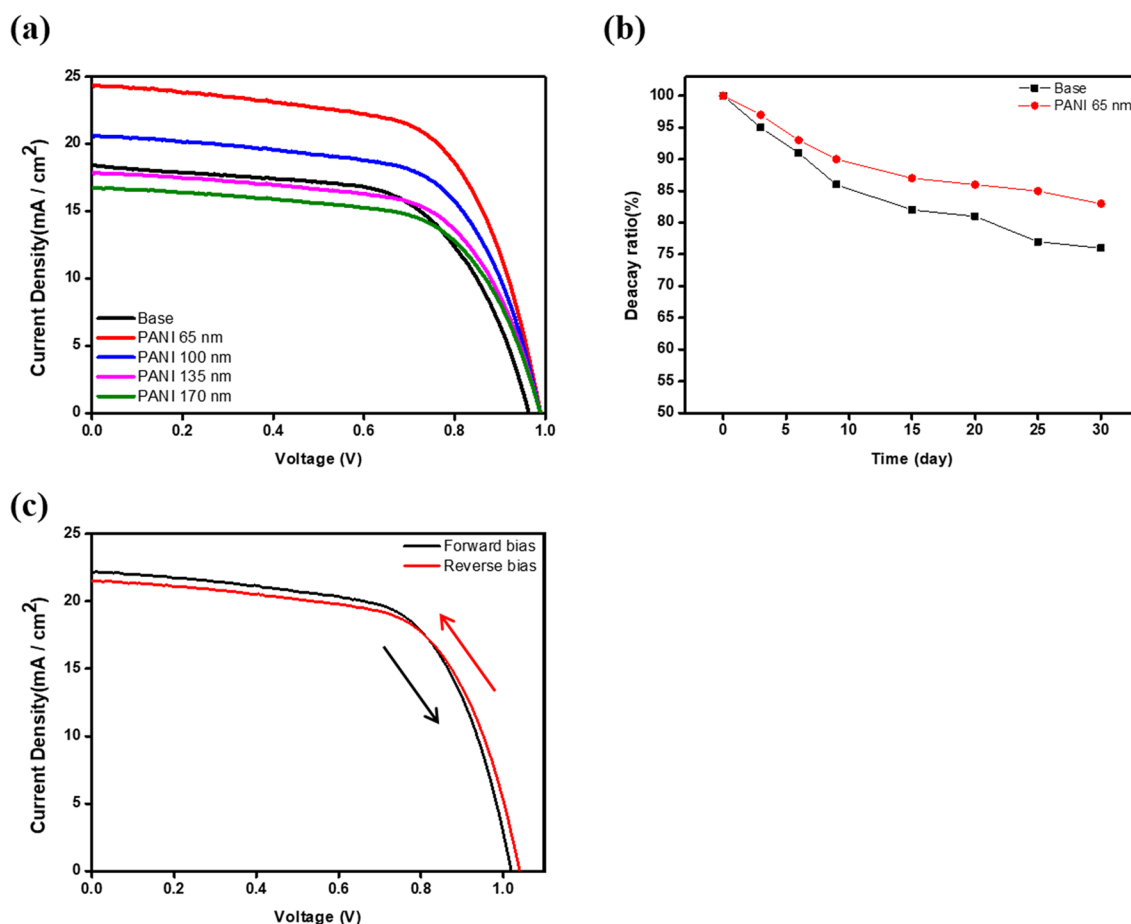 (a)
25
20
15
10
5
0
0.0 0.2 0.4 0.6 0.8 1.0
Current Density(mA / cm²)
Voltage (V)
Base
PANI 65 nm
PANI 100 nm
PANI 135 nm
PANI 170 nm
(b)
100
95
90
85
80
75
70
65
60
55
50
0 5 10 15 20 25 30
Deacay ratio(%)
Time (day)
Base
PANI 65 nm
(c)
25
20
15
10
5
0
0.0 0.2 0.4 0.6 0.8 1.0
Current Density(mA / cm²)
Voltage (V)
Forward bias
Reverse bias